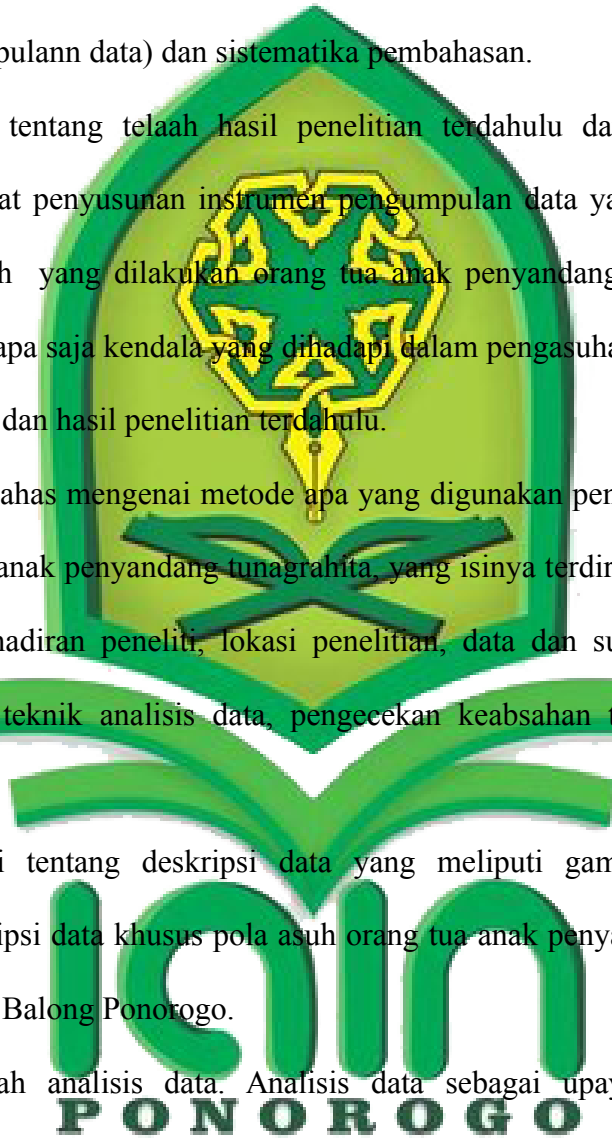 pulann data) dan sistematika pembahasan.
tentang telaah hasil penelitian terdahulu da
at penyusunan instrumen pengumpulan data ya
h yang dilakukan orang tua anak penyandang
apa saja kendala yang dihadapi dalam pengasuha
dan hasil penelitian terdahulu.
ahas mengenai metode apa yang digunakan pen
anak penyandang tunagrahita, yang isinya terdir
nadiran peneliti, lokasi penelitian, data dan su
teknik analisis data, pengecekan keabsahan t
i tentang deskripsi data yang meliputi gam
ipsi data khusus pola asuh orang tua anak penya
Balong Ponorogo.
iain
ah analisis data. Analisis data sebagai upay
PONOROGO